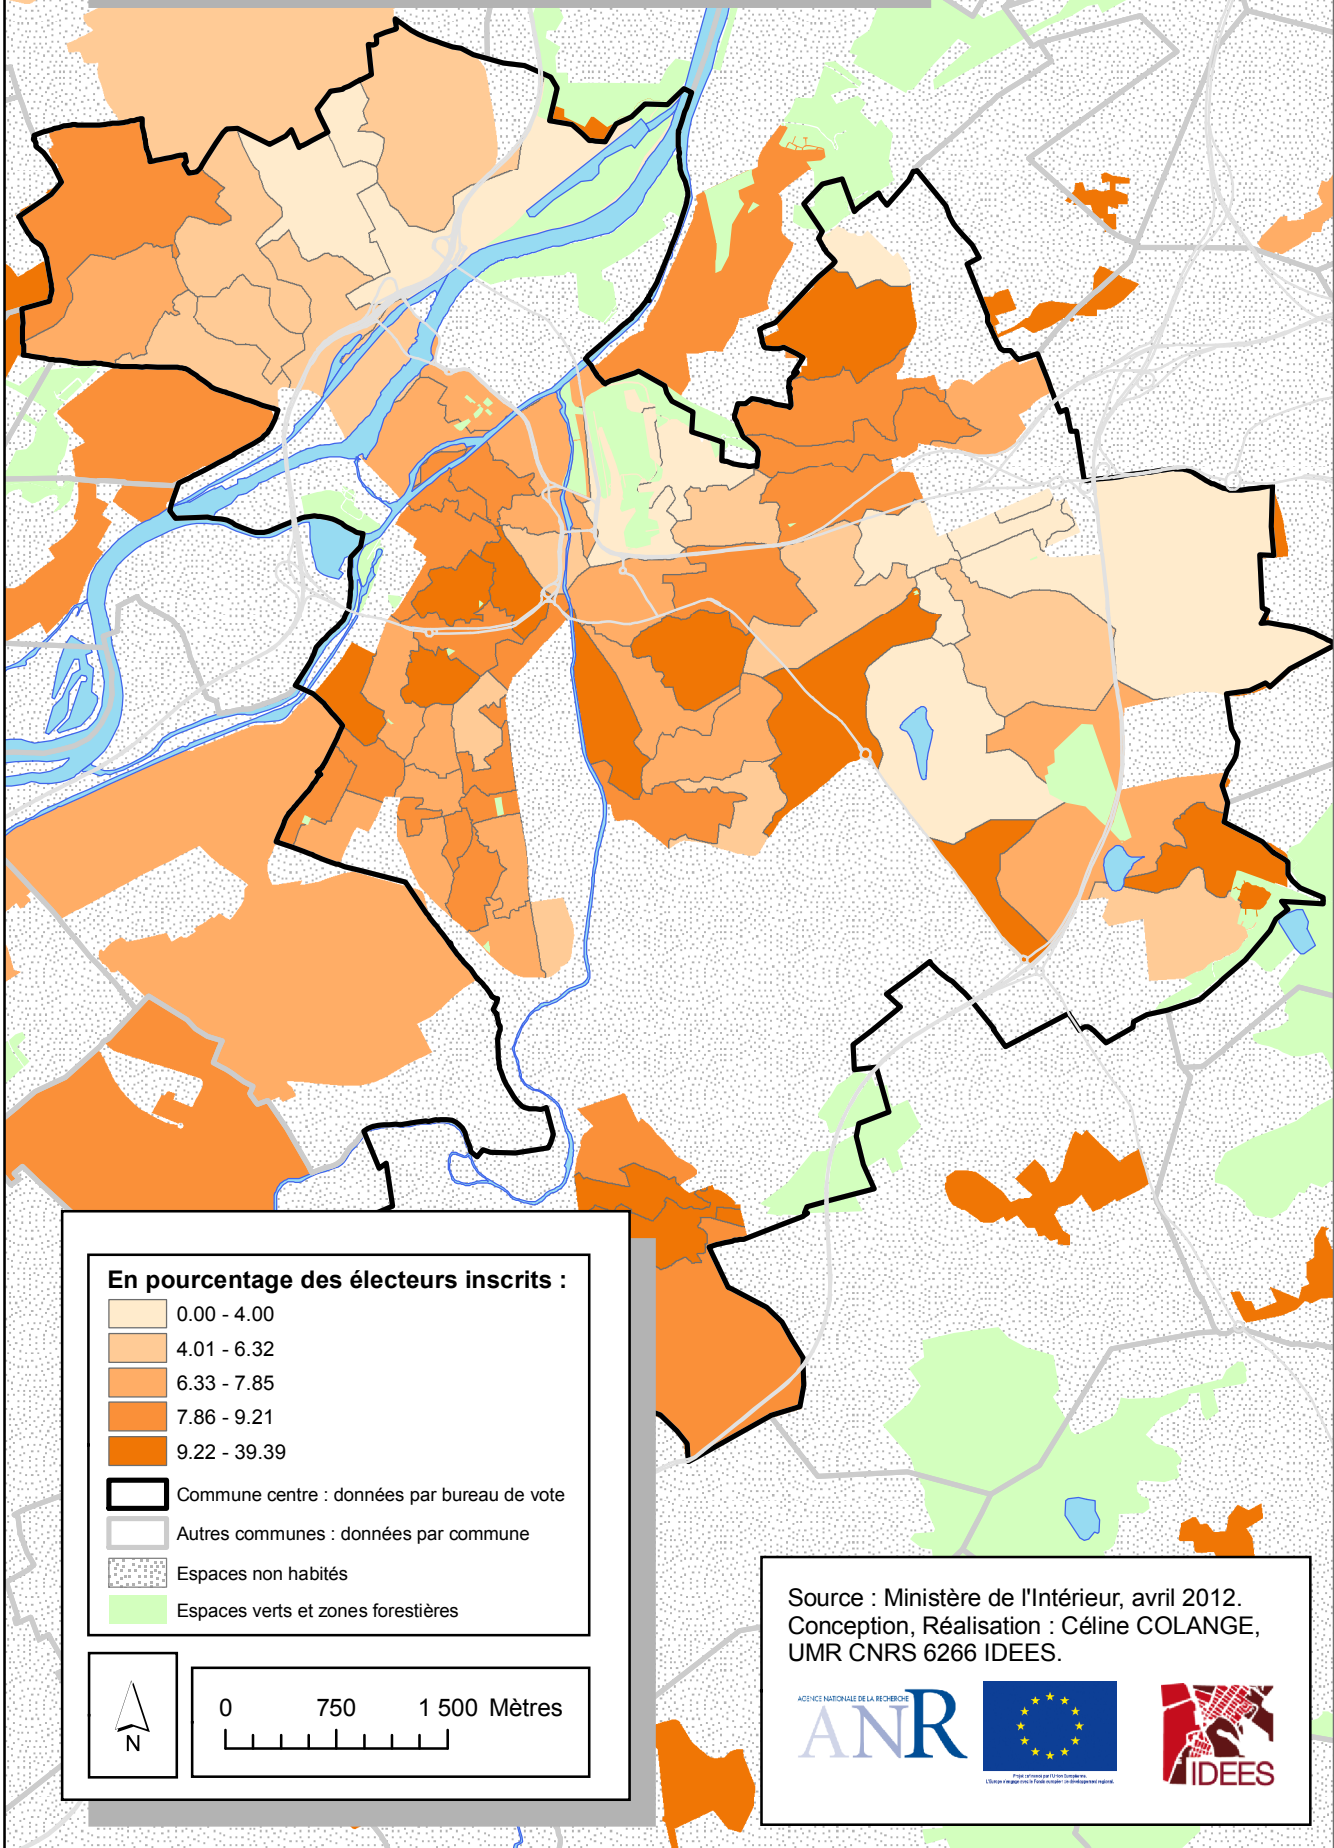 En pourcentage des électeurs inscrits :
0.00 - 4.00
4.01 - 6.32
6.33 - 7.85
7.86 - 9.21
9.22 - 39.39
Commune centre : données par bureau de vote
Autres communes : données par commune
Espaces non habités
Espaces verts et zones forestières
N
0 750 1 500 Mètres
Source : Ministère de l'Intérieur, avril 2012.
Conception, Réalisation : Céline COLANGE,
UMR CNRS 6266 IDEES.
AGENCE NATIONALE DE LA RECHERCHE
ANR
IDEES